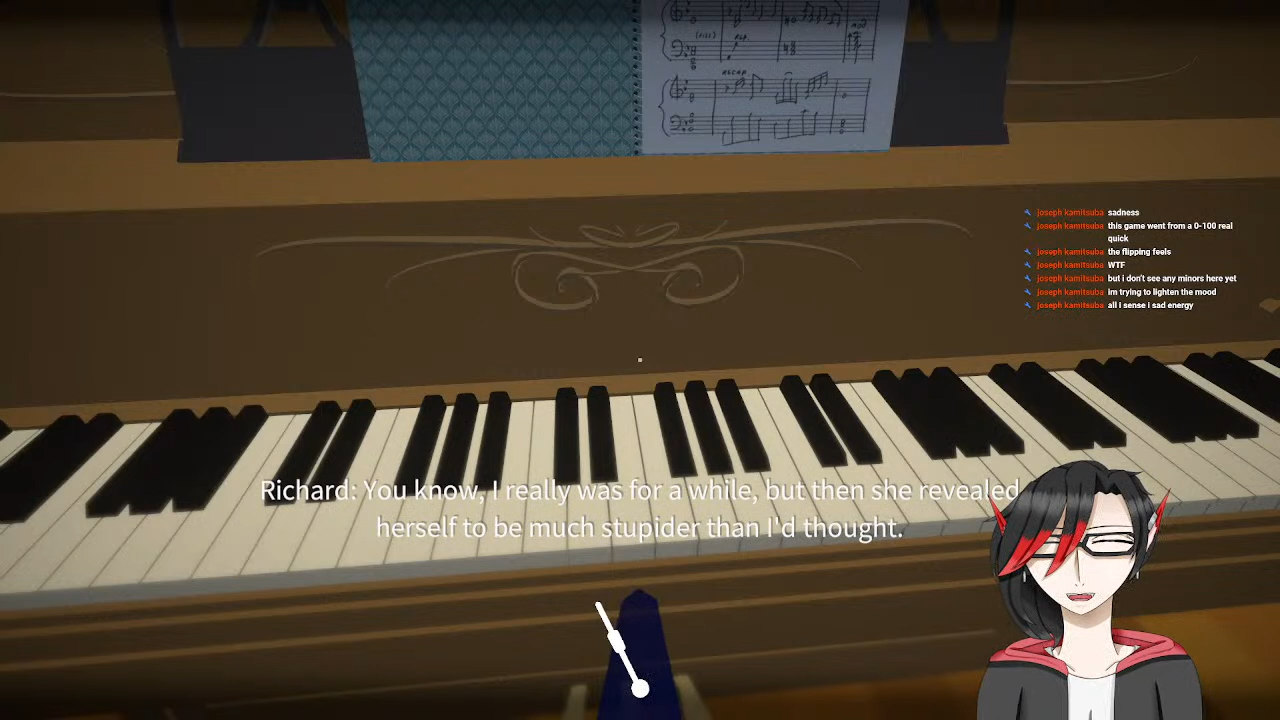 joseph kamitsuba sadness
joseph kamitsuba this game went from a 0-100 real
quick
joseph kamitsuba the flipping feels
joseph kamitsuba WTF
joseph kamitsuba but i don't see any minors here yet
joseph kamitsuba im trying to lighten the mood
joseph kamitsuba all i sense i sad energy
Richard: You know, I really was for a while, but then she revealed
herself to be much stupider than I'd thought.